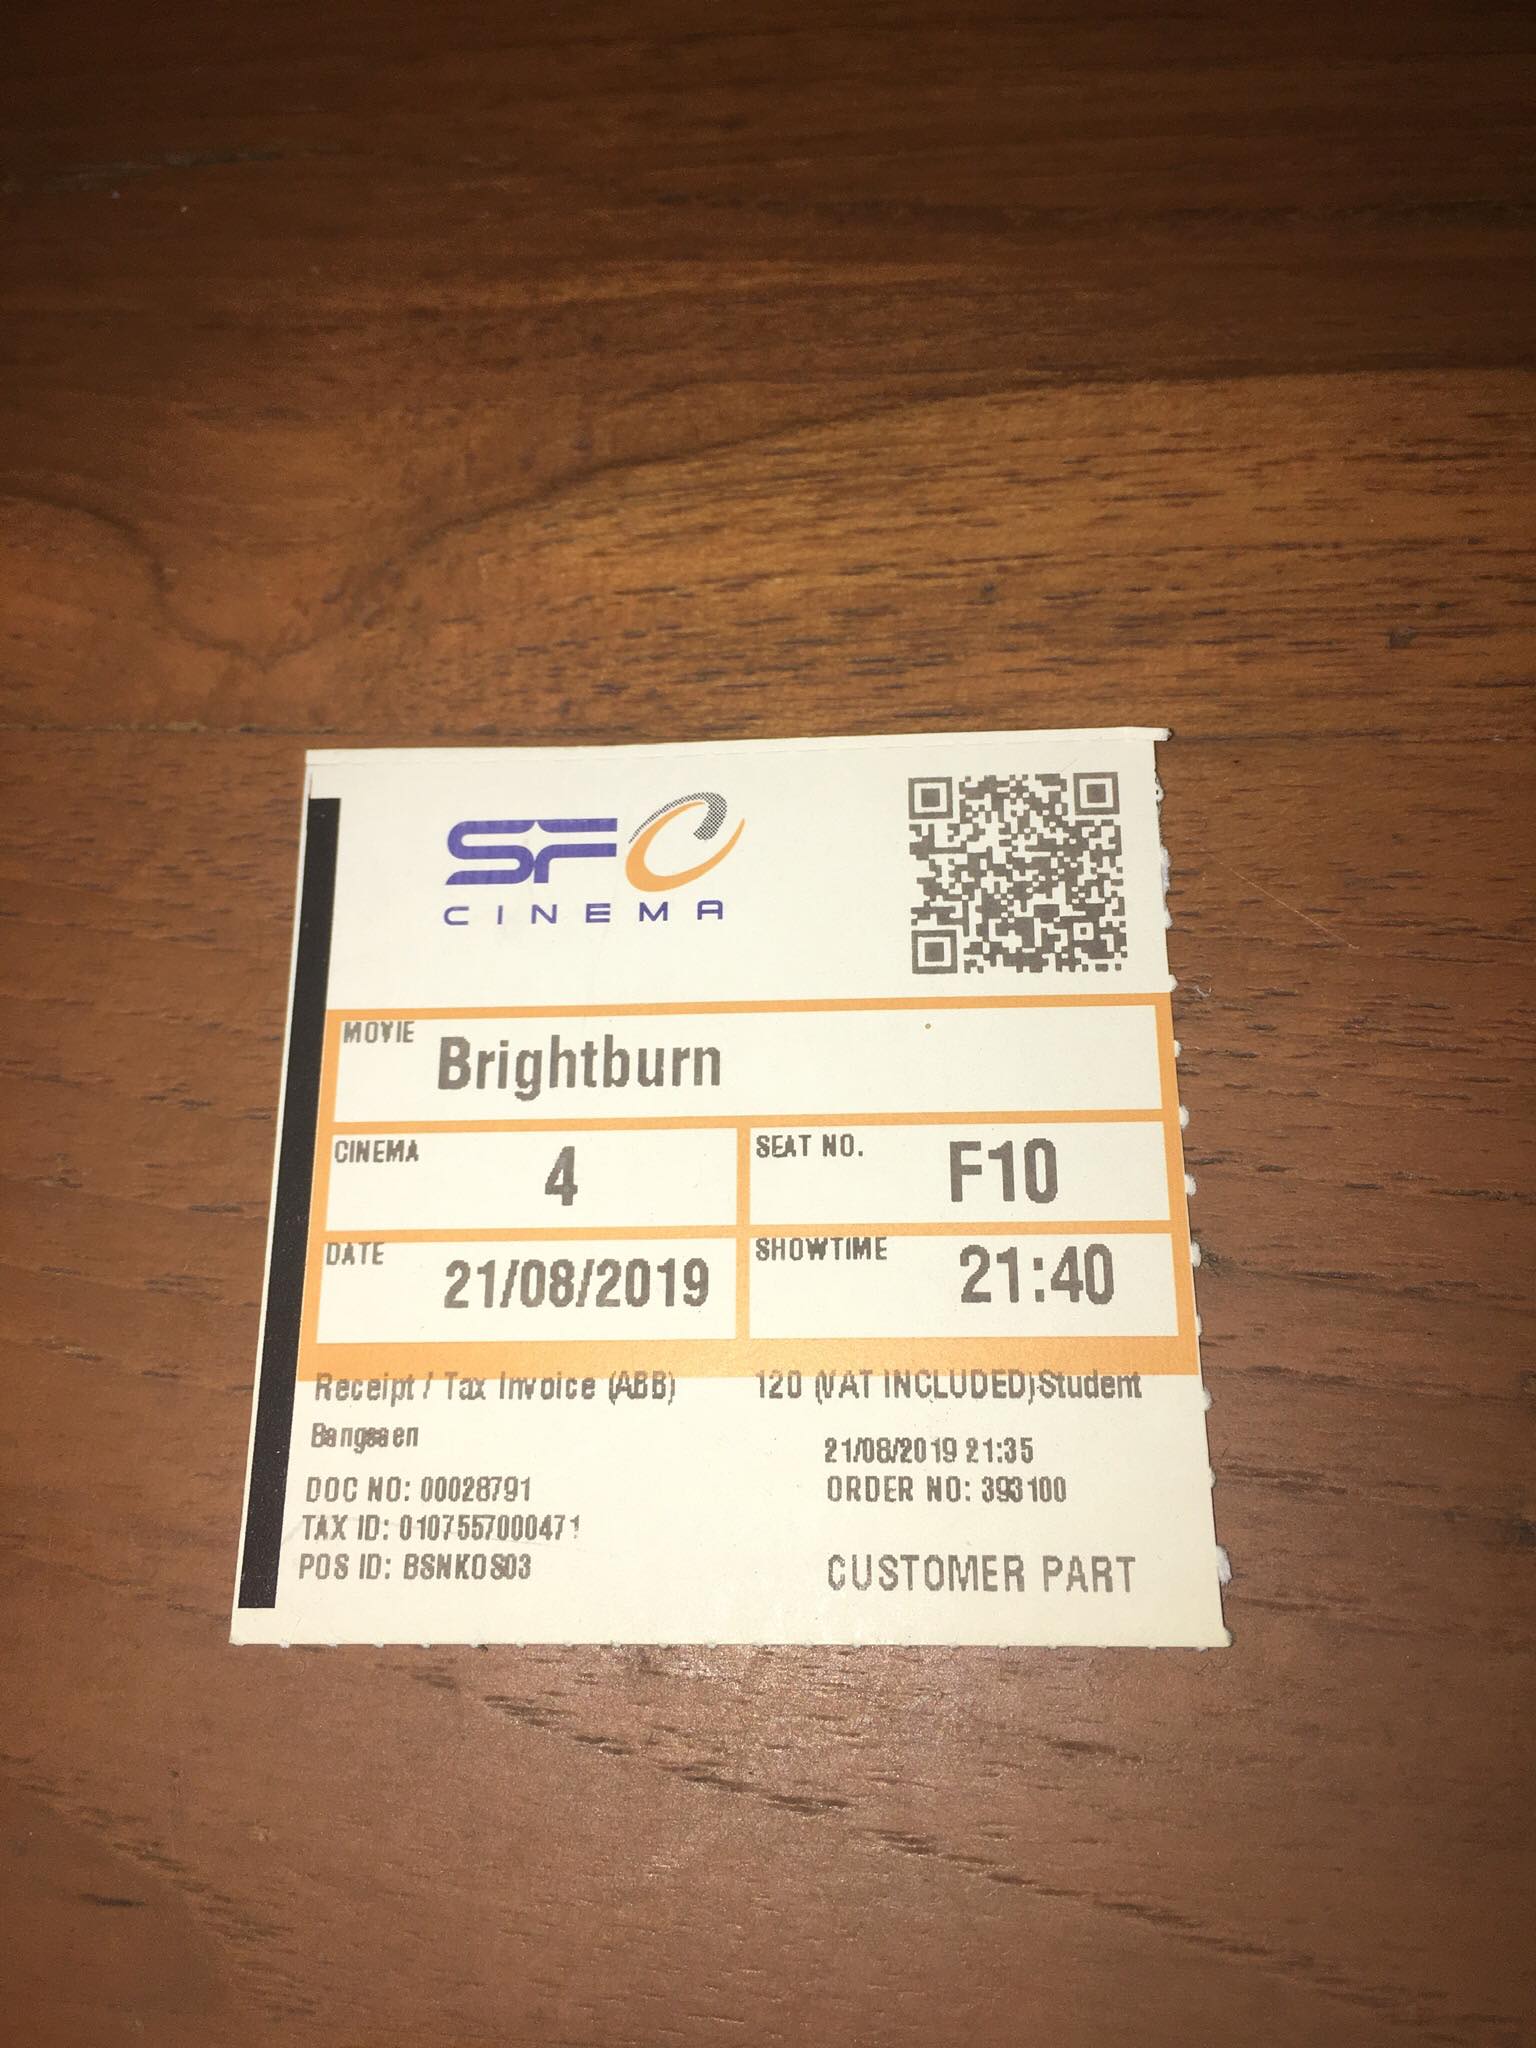 SFC
CINEMA
MOVIE Brightburn
CINEMA 4 SEAT NO. F10
DATE 21/08/2019 SHOWTIME 21:40
Receipt / Tax Invoice (ABB) 120 (VAT INCLUDED)Student
Bangsaen 21/08/2019 21:35
DOC NO: 00028791 ORDER NO: 393100
TAX ID: 0107557000471
POS ID: BSNKOS03 CUSTOMER PART